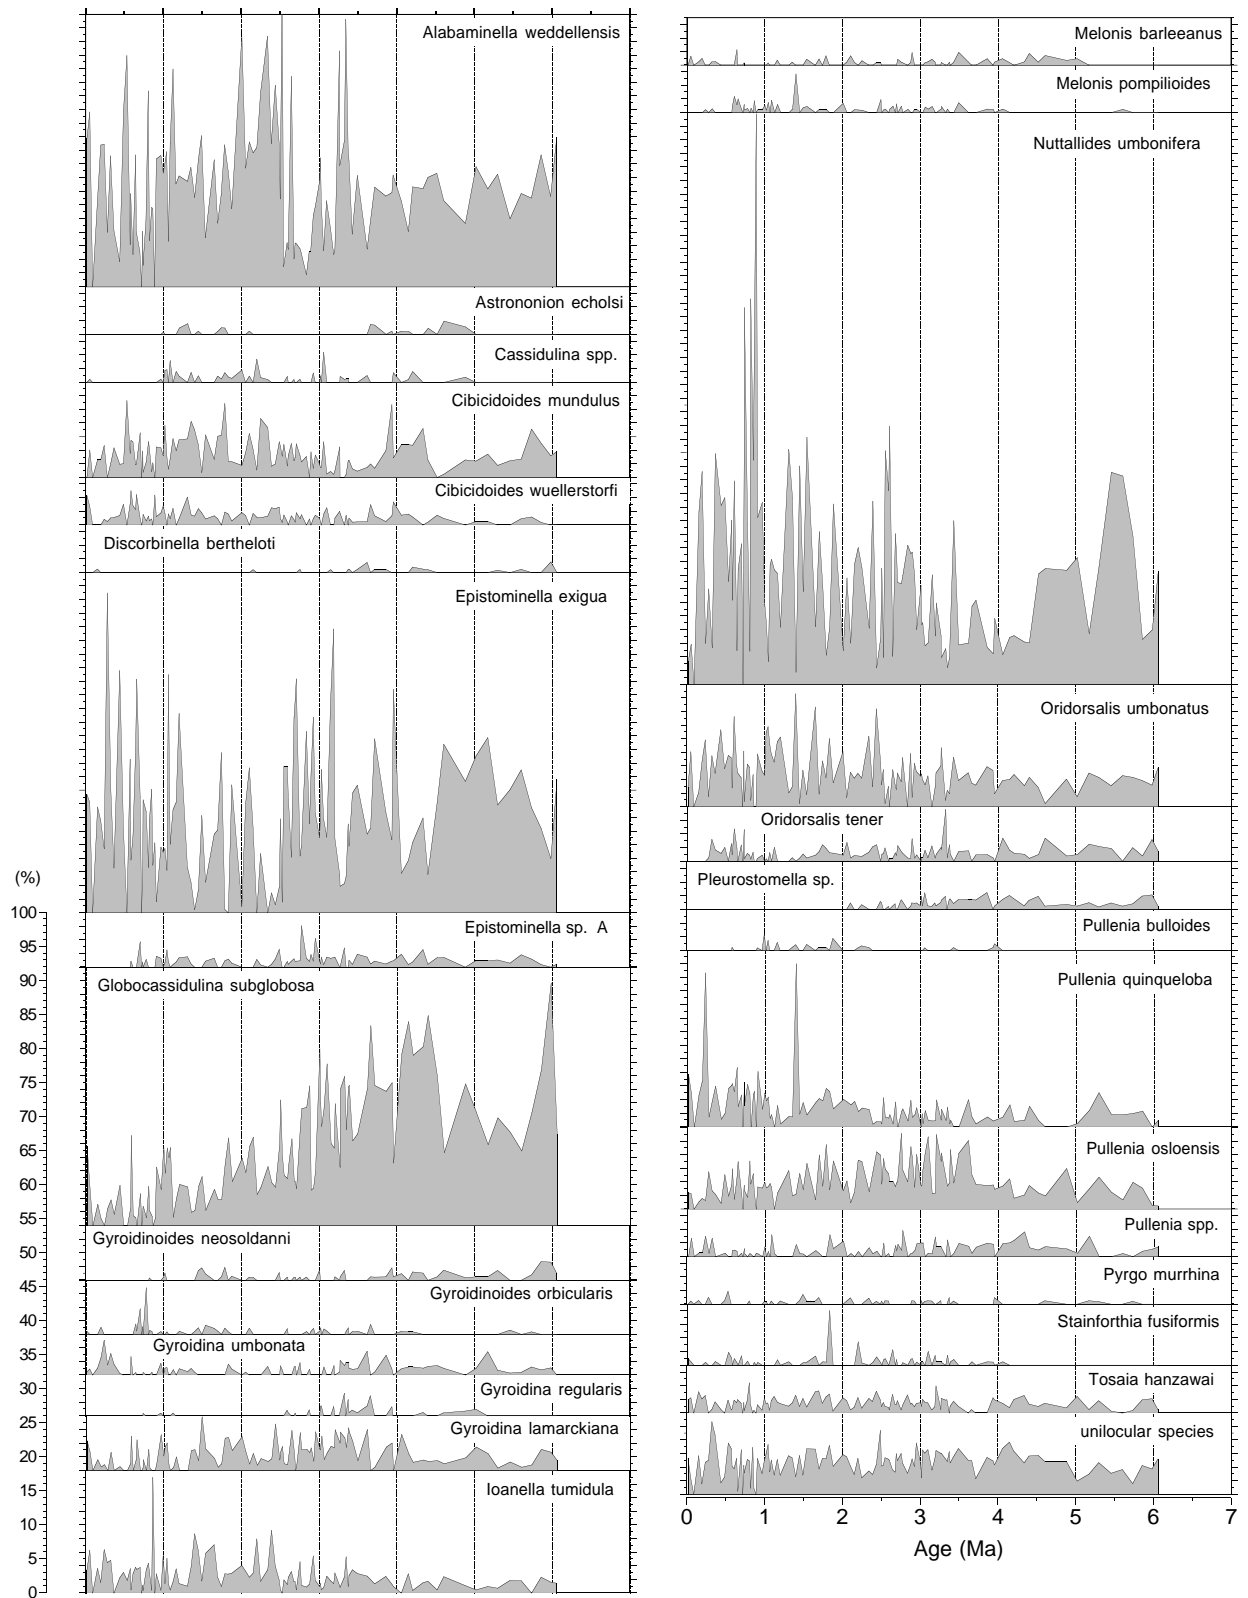 Alabaminella weddellensis
Astrononion echolsi
Cassidulina spp.
Cibicidoides mundulus
Cibicidoides wuellerstorfi
Discorbinella bertheloti
Epistominella exigua
(%)
100
Epistominella sp. A
95
90
Globocassidulina subglobosa
85
80
75
70
65
60
55
Gyroidinoides neosoldanni
50
45
Gyroidinoides orbicularis
40
Gyroidina umbonata
35
30
Gyroidina regularis
25
Gyroidina lamarckiana
20
15
Ioanella tumidula
10
5
0
Melonis barleeanus
Melonis pompilioides
Nuttallides umbonifera
Oridorsalis umbonatus
Oridorsalis tener
Pleurostomella sp.
Pullenia bulloides
Pullenia quinqueloba
Pullenia osloensis
Pullenia spp.
Pyrgo murrhina
Stainforthia fusiformis
Tosaia hanzawai
unilocular species
0 1 2 3 4 5 6 7
Age (Ma)